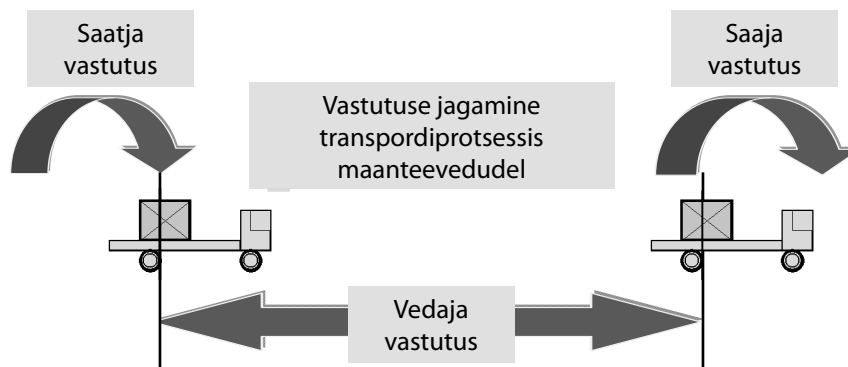 Saatja
vastutus
Saaja
vastutus
Vastutuse jagamine
transpordiprotsessis
maanteevedudel
Vedaja
vastutus